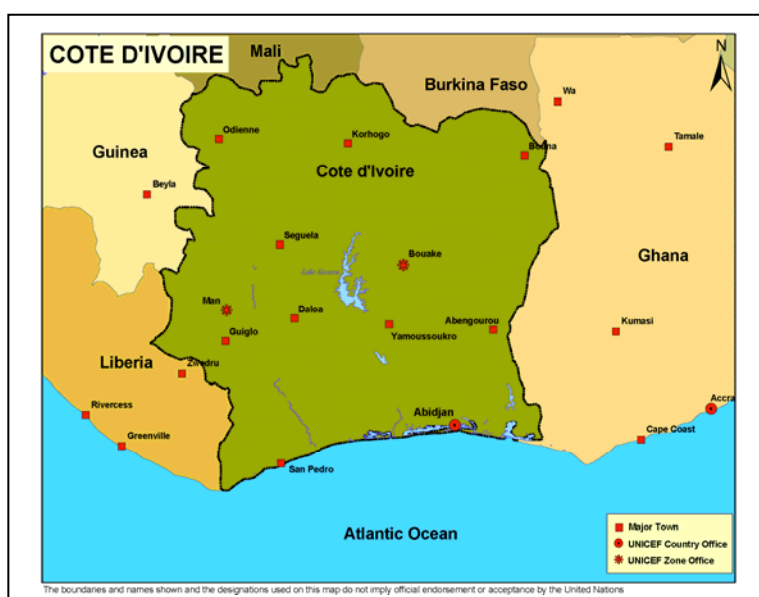 COTE D'IVOIRE
Mali
N
Burkina Faso
Wa
Odienne
Korhogo
Tamale
Guinea
Bouna
Cote d'Ivoire
Beyla
Seguela
Bouake
Ghana
Man
Daloa
Abengourou
Kumasi
Guiglo
Yamoussoukro
Liberia
Zwedru
Rivercess
Abidjan
Accra
Greenville
Cape Coast
San Pedro
Atlantic Ocean
Major Town
UNICEF Country Office
UNICEF Zone Office
The boundaries and names shown and the designations used on this map do not imply official endorsement or acceptance by the United Nations